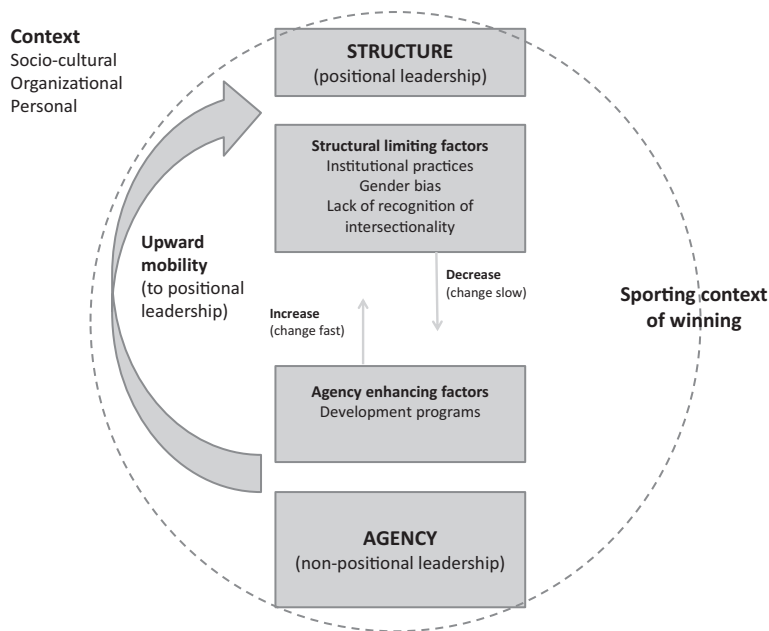 Context
Socio-cultural
Organizational
Personal
STRUCTURE
(positional leadership)
Structural limiting factors
Institutional practices
Gender bias
Lack of recognition of
intersectionality
Upward
mobility
(to positional
leadership)
Decrease
(change slow)
Increase
(change fast)
Sporting context
of winning
Agency enhancing factors
Development programs
AGENCY
(non-positional leadership)